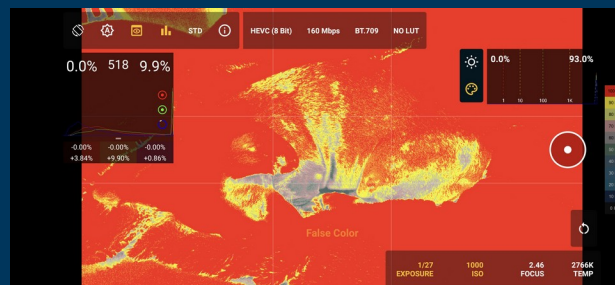 STD
HEVC (8 Bit) 160 Mbps BT.709 NO LUT
0.0% 518 9.9%
0.0% 93.0%
1 10 100 1K
-0.00% -0.00% -0.00%
+3.84% +9.90% +0.86%
False Color
1/27 1000 2.46 2766K
EXPOSURE ISO FOCUS TEMP